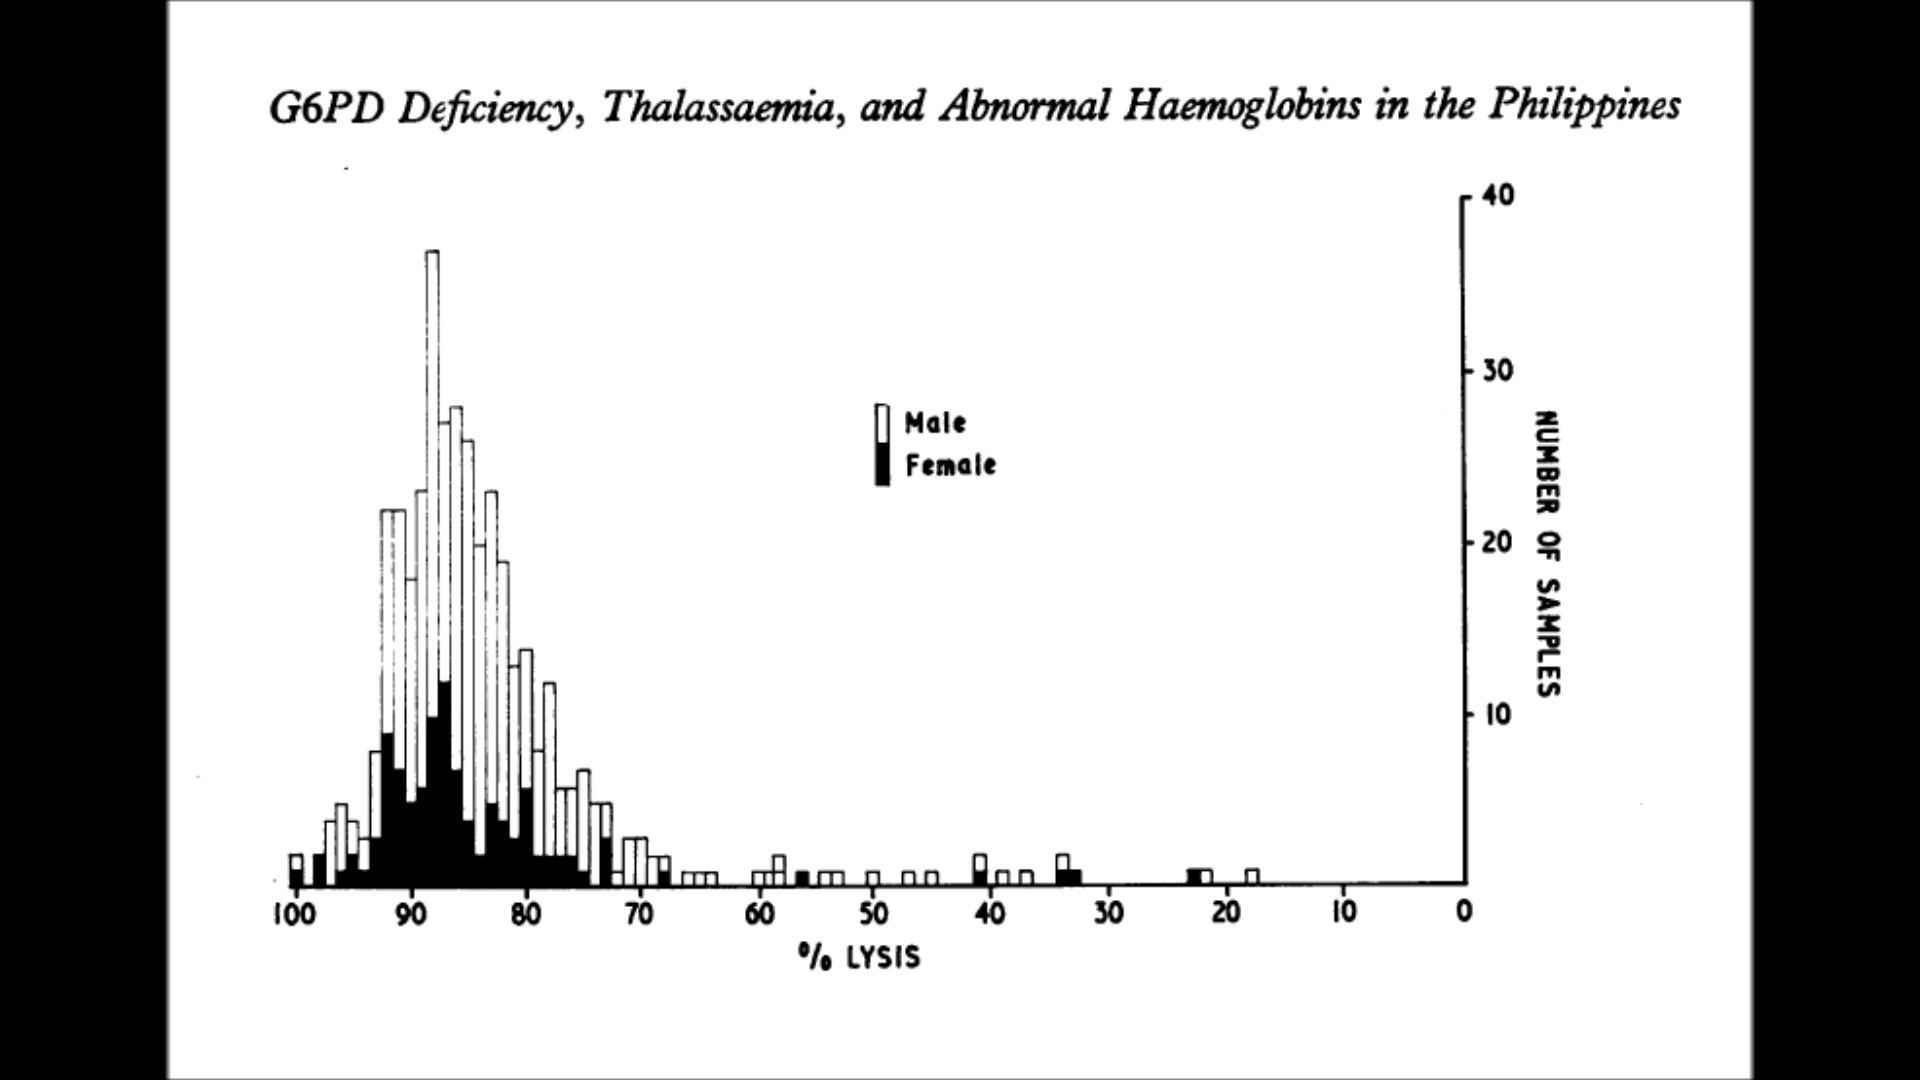 G6PD Deficiency, Thalassaemia, and Abnormal Haemoglobins in the Philippines
40
30
20
10
NUMBER OF SAMPLES
Male
Female
100 90 80 70 60 50 40 30 20 10 0
% LYSIS